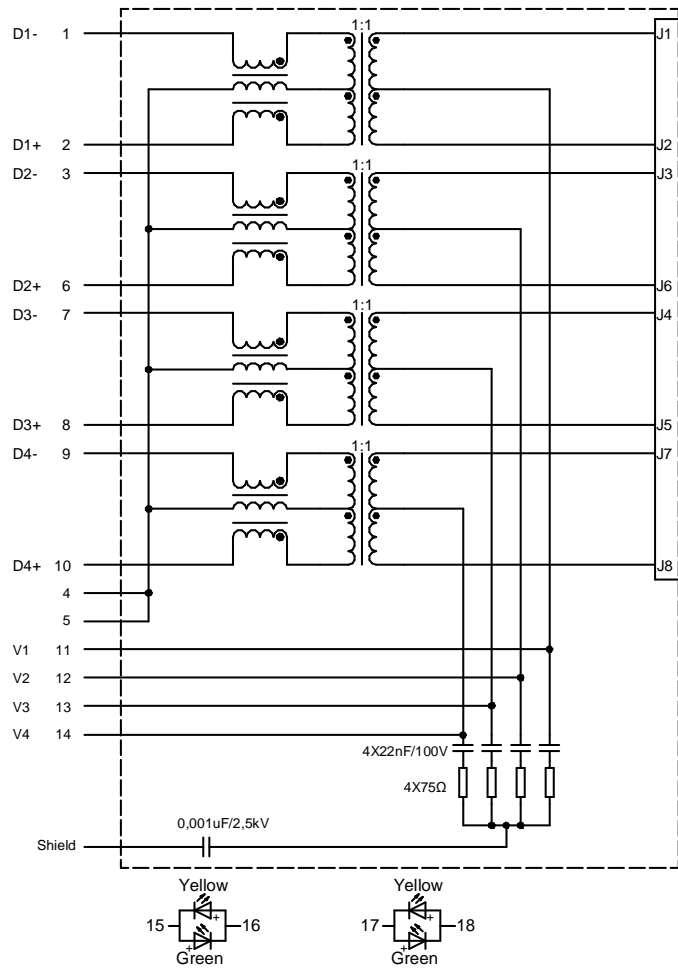 1:1
D1- 1 J1
D1+ 2 J2
D2- 3 J3
1:1
D2+ 6 J6
D3- 7 J4
1:1
D3+ 8 J5
D4- 9 J7
1:1
D4+ 10 J8
4
5
V1 11
V2 12
V3 13
V4 14
4X22nF/100V
4X75Ω
0,001uF/2,5kV
Shield
Yellow Yellow
15 + 16 17 + 18
+ +
Green Green